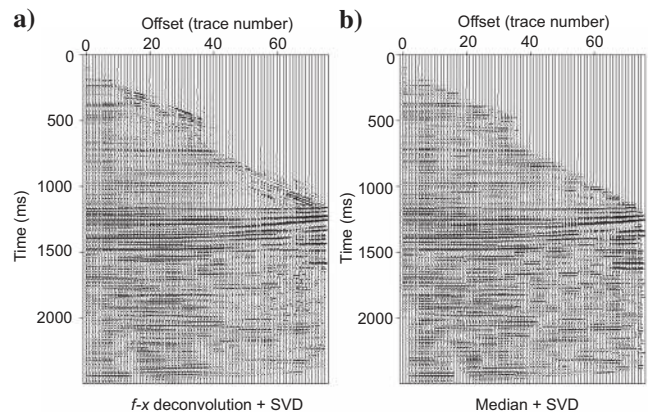 a)
Offset (trace number)
0 20 40 60
0
500
1000
1500
2000
Time (ms)
f-x deconvolution + SVD
b)
Offset (trace number)
0 20 40 60
0
500
1000
1500
2000
Time (ms)
Median + SVD